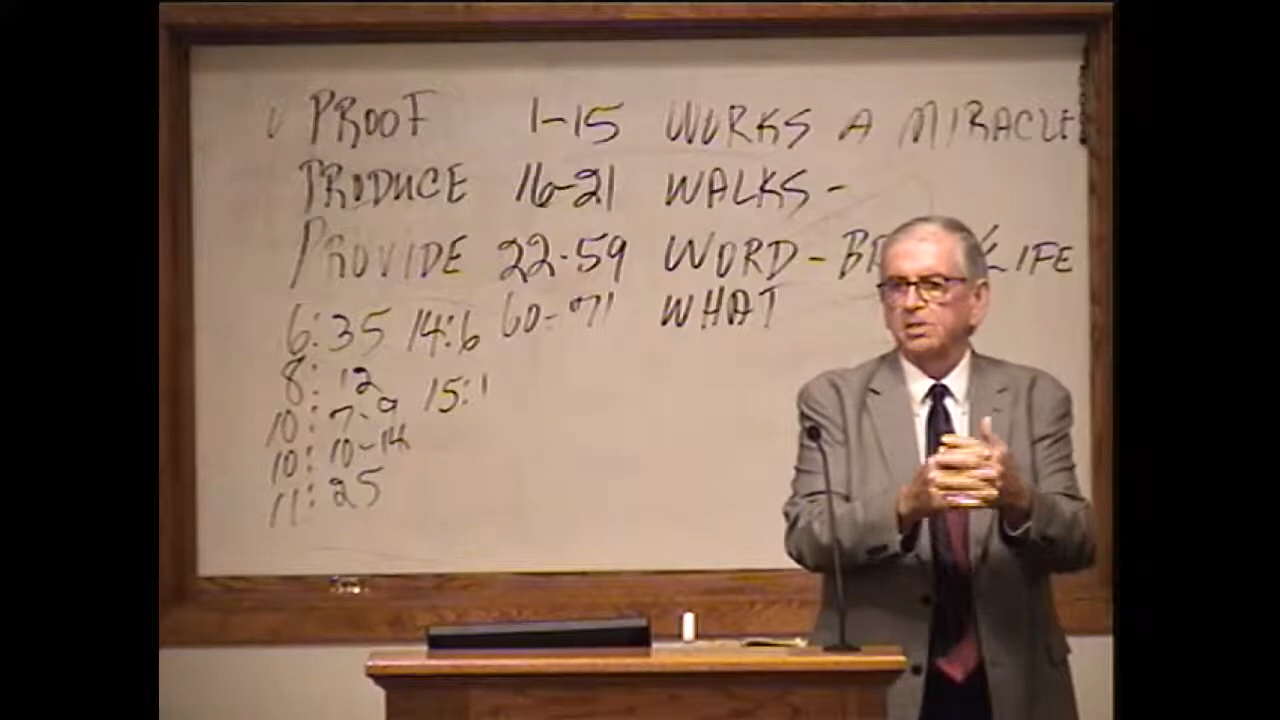 PROOF 1-15 WORKS A MIRACLE
PRODUCE 16-21 WALKS -
PROVIDE 22-59 WORD - LIFE
6:35 14:6 60-71 WHAT
8:12
15:1
10:7-9
10:10-14
11:25